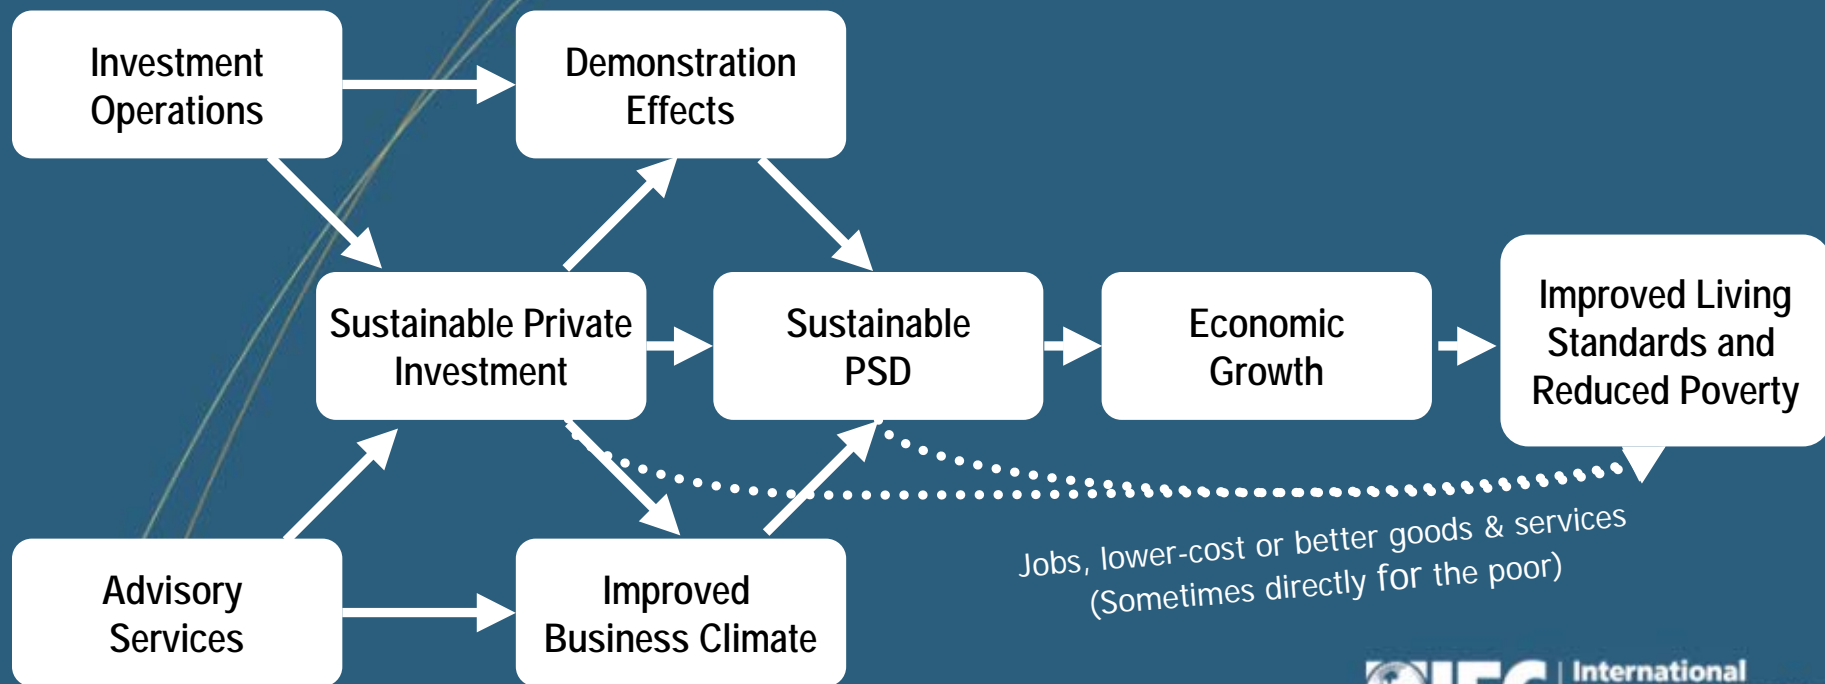 Investment
Operations
Demonstration
Effects
Sustainable Private
Investment
Sustainable
PSD
Economic
Growth
Improved Living
Standards and
Reduced Poverty
Advisory
Services
Improved
Business Climate
Jobs, lower-cost or better goods & services
(Sometimes directly for the poor)
IFC
International